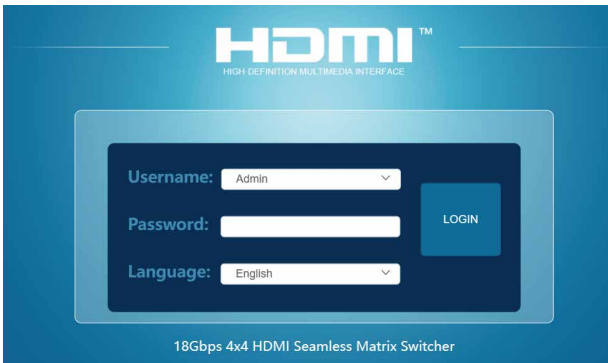 HDMI™
HIGH DEFINITION MULTIMEDIA INTERFACE
Username: Admin
Password:
LOGIN
Language: English
18Gbps 4x4 HDMI Seamless Matrix Switcher